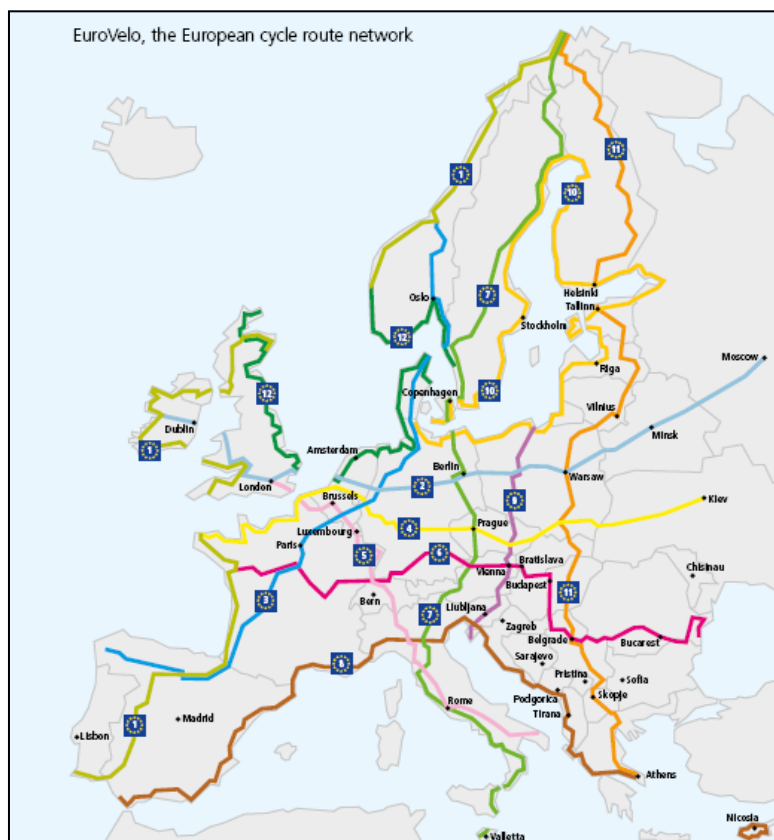 EuroVelo, the European cycle route network
1
11
10
Oslo
7
Helsinki
Tallinn
12
Stockholm
Moscow
Riga
10
Copenhagen
12
Vilnius
Dublin
Minsk
1
Amsterdam
Berlin
London
2
Warsaw
Brussels
9
Kiev
4
Prague
Luxembourg
Paris
5
6
Vienna
Bratislava
Chisinau
Budapest
11
Bern
3
7
Ljubljana
Zagreb
Belgrade
Bucarest
Sarajevo
8
Pristina
Sofia
Podgorica
Skopje
Rome
1
Madrid
Tirana
Lisbon
Athens
Nicosia
Valletta